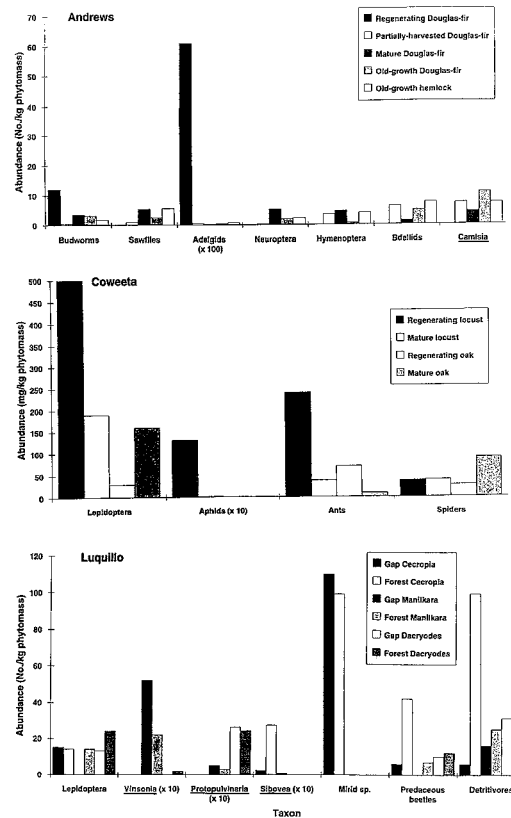 Andrews
Abundance (No./kg phytomass)
70
60
50
40
30
20
10
0
Regenerating Douglas-fir
Partially-harvested Douglas-fir
Mature Douglas-fir
Old-growth Douglas-fir
Old-growth hemlock
Budworms Sawflies Adelgids Neuroptera Hymenoptera Bdellids Camisia
(x 100)
Coweeta
Abundance (mg/kg phytomass)
500
450
400
350
300
250
200
150
100
50
0
Regenerating locust
Mature locust
Regenerating oak
Mature oak
Lepidoptera Aphids (x 10) Ants Spiders
Luquillo
Abundance (No./kg phytomass)
120
100
80
60
40
20
0
Gap Cecropia
Forest Cecropia
Gap Manilkara
Forest Manilkara
Gap Dacryodes
Forest Dacryodes
Lepidoptera Vinsonia (x 10) Protopulvinaria Sibovea (x 10) Mirid sp. Predaceous Detritivores
(x 10) beetles
Taxon